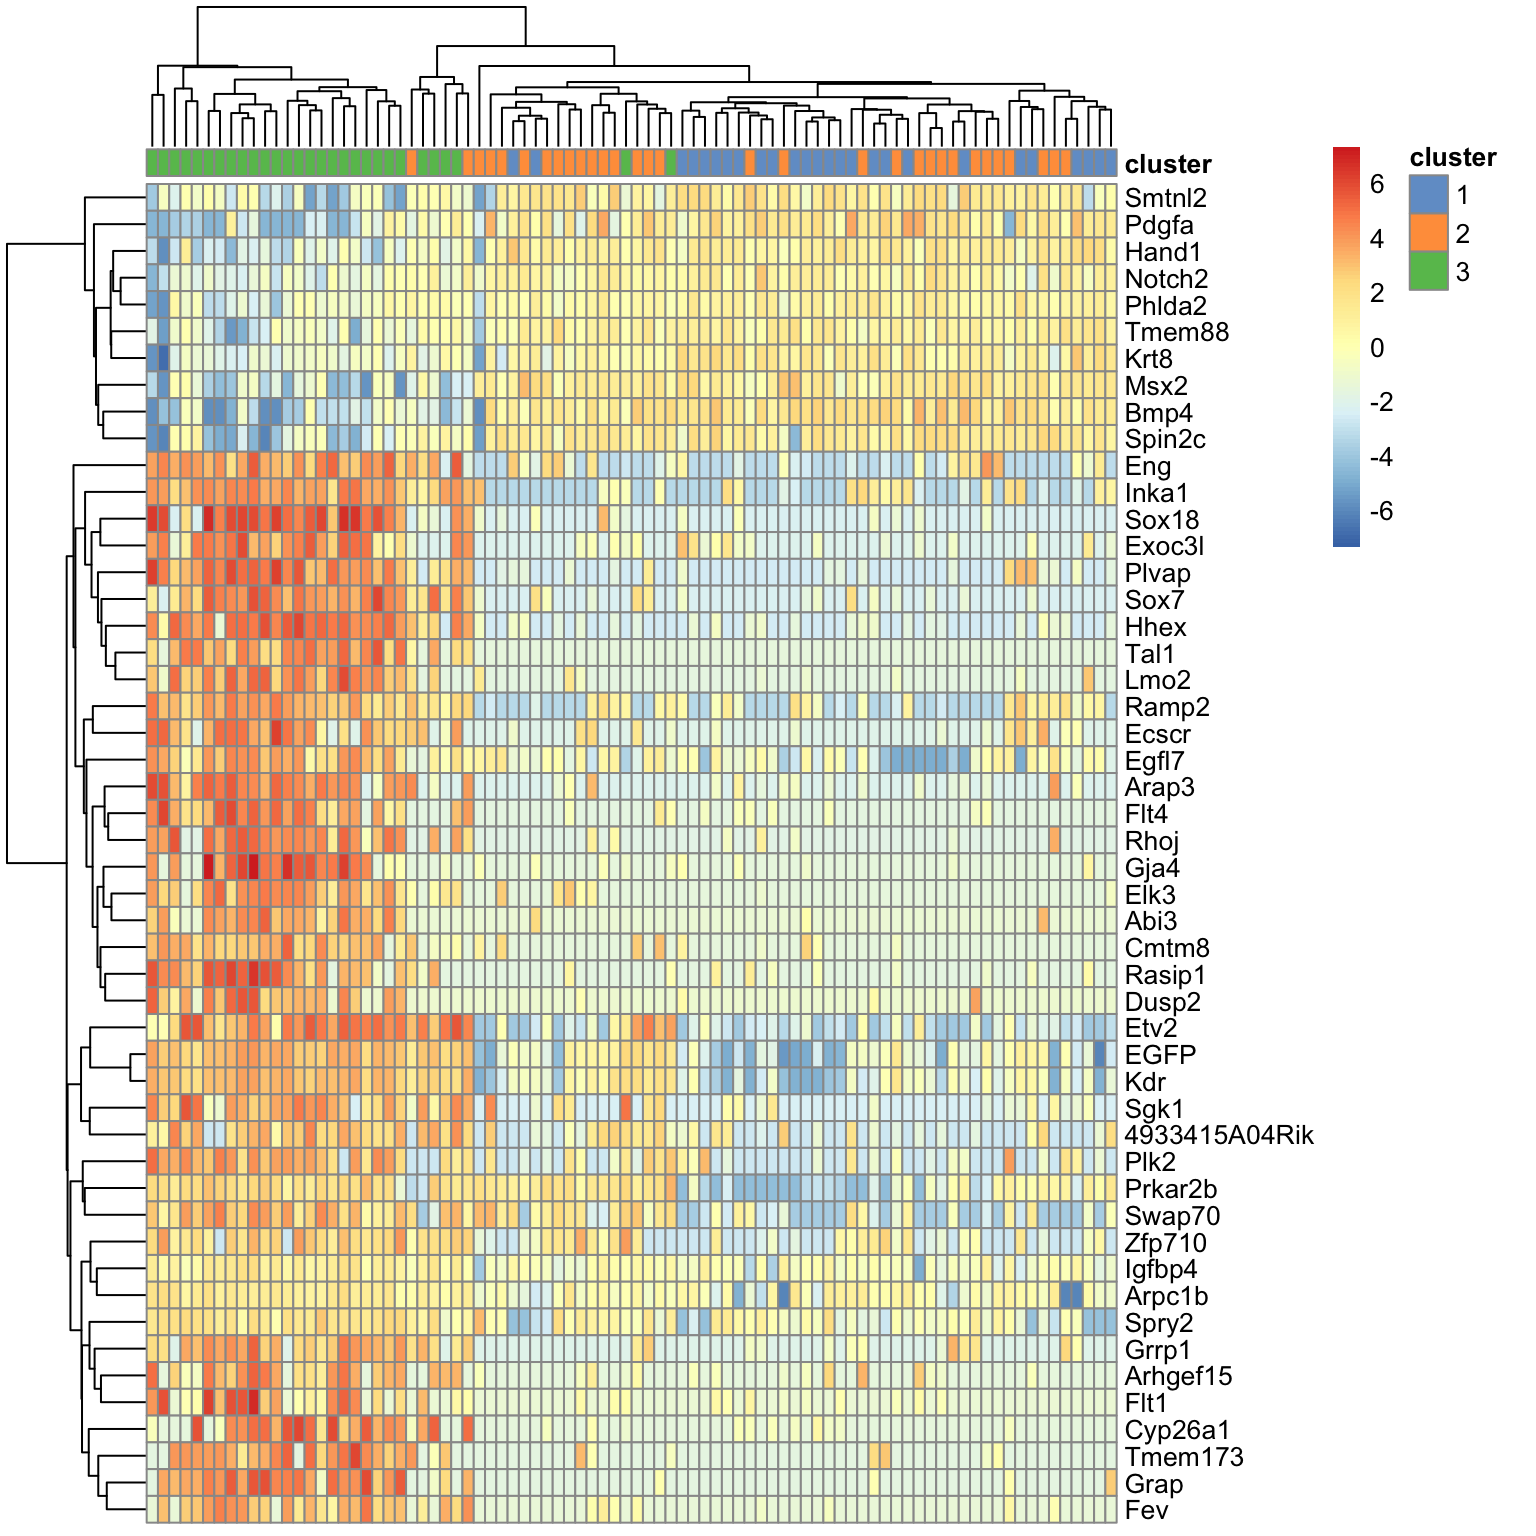 cluster
Smtnl2
Pdgfa
Hand1
Notch2
Phlda2
Tmem88
Krt8
Msx2
Bmp4
Spin2c
Eng
Inka1
Sox18
Exoc3l
Plvap
Sox7
Hhex
Tal1
Lmo2
Ramp2
Ecscr
Egfl7
Arap3
Flt4
Rhoj
Gja4
Elk3
Abi3
Cmtm8
Rasip1
Dusp2
Etv2
EGFP
Kdr
Sgk1
4933415A04Rik
Plk2
Prkar2b
Swap70
Zfp710
Igfbp4
Arpc1b
Spry2
Grrp1
Arhgef15
Flt1
Cyp26a1
Tmem173
Grap
Fev
6
4
2
0
-2
-4
-6
cluster
1
2
3